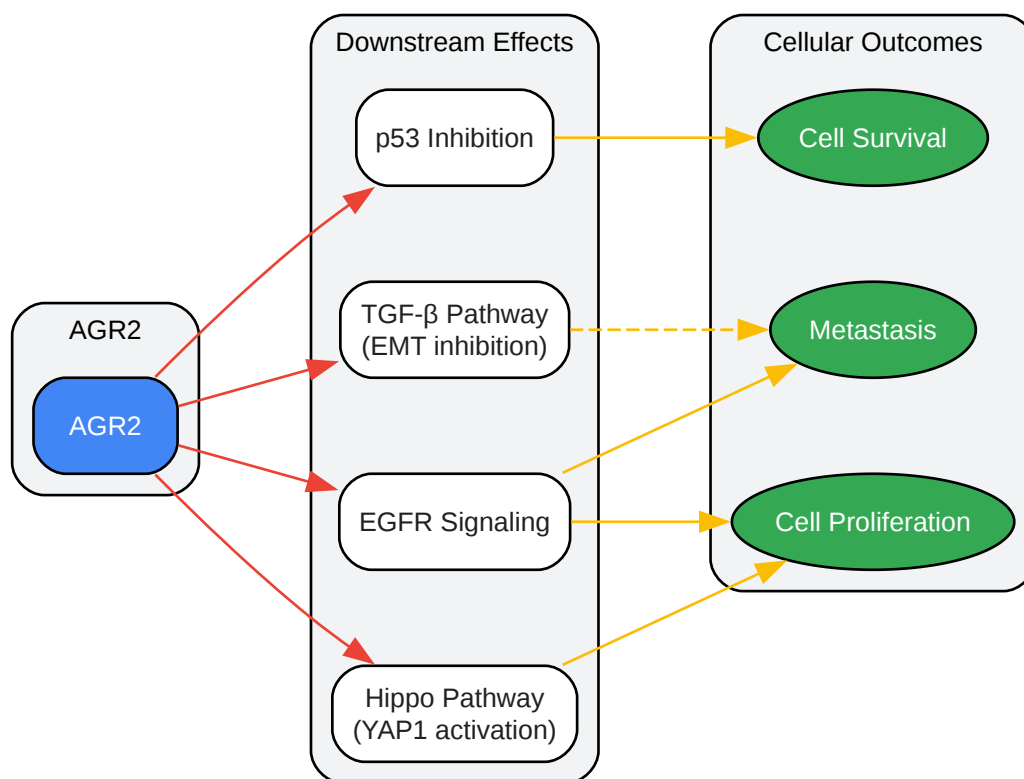 AGR2
AGR2
Downstream Effects
p53 Inhibition
TGF-β Pathway
(EMT inhibition)
EGFR Signaling
Hippo Pathway
(YAP1 activation)
Cellular Outcomes
Cell Survival
Metastasis
Cell Proliferation